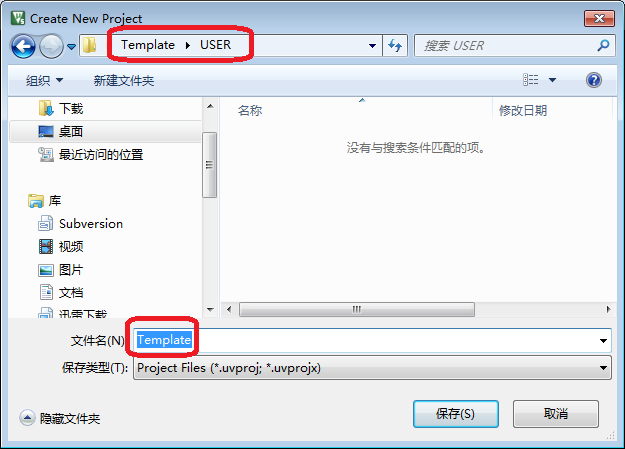 Create New Project
Template ▸ USER
搜索 USER
组织
新建文件夹
名称
修改日期
下载
桌面
最近访问的位置
没有与搜索条件匹配的项。
库
Subversion
视频
图片
文档
迅雷下载
文件名(N)
Template
保存类型(T):
Project Files (*.uvproj; *.uvprojx)
隐藏文件夹
保存(S)
取消